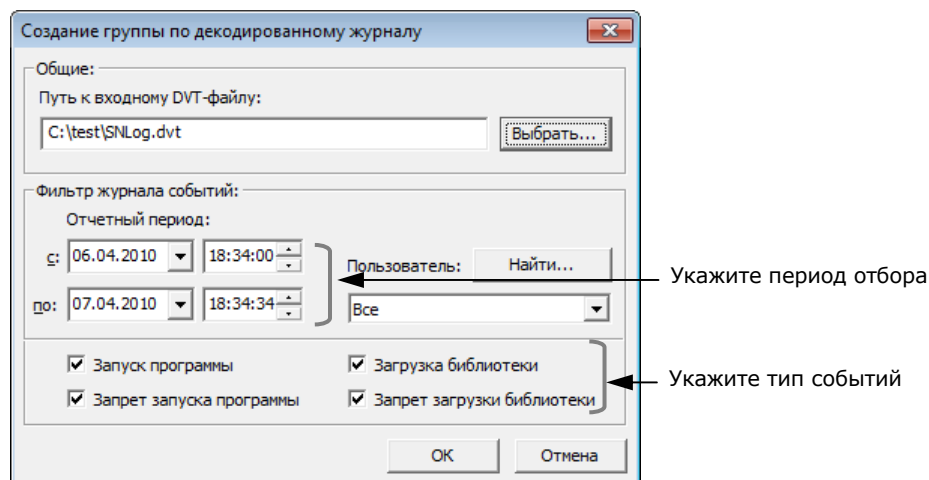 Создание группы по декодированному журналу
Общие:
Путь к входному DVT-файлу:
C:\test\SNLog.dvt
Выбрать...
Фильтр журнала событий:
Отчетный период:
с: 06.04.2010 18:34:00
Пользователь: Найти...
Укажите период отбора
по: 07.04.2010 18:34:34
Все
Запуск программы
Загрузка библиотеки
Укажите тип событий
Запрет запуска программы
Запрет загрузки библиотеки
ОК
Отмена